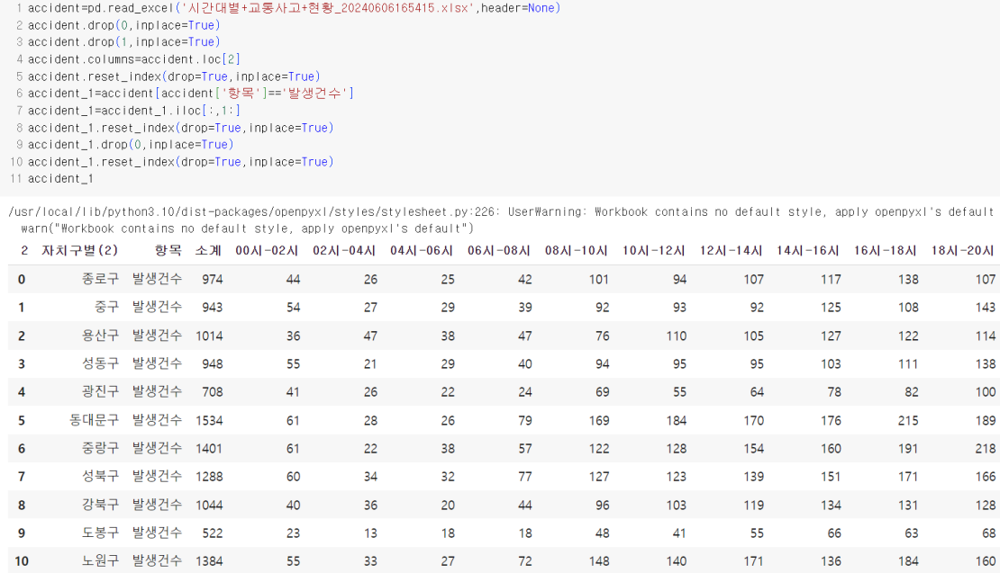 1 accident=pd.read_excel('시간대별+교통사고+현황_20240606165415.xlsx',header=None)
2 accident.drop(0,inplace=True)
3 accident.drop(1,inplace=True)
4 accident.columns=accident.loc[2]
5 accident.reset_index(drop=True,inplace=True)
6 accident_1=accident[accident['항목']=='발생건수']
7 accident_1=accident_1.iloc[:,1:]
8 accident_1.reset_index(drop=True,inplace=True)
9 accident_1.drop(0,inplace=True)
10 accident_1.reset_index(drop=True,inplace=True)
11 accident_1
/usr/local/lib/python3.10/dist-packages/openpyxl/styles/stylesheet.py:226: UserWarning: Workbook contains no default style, apply openpyxl's default
warn("Workbook contains no default style, apply openpyxl's default")
2 자치구별(2) 항목 소계 00시-02시 02시-04시 04시-06시 06시-08시 08시-10시 10시-12시 12시-14시 14시-16시 16시-18시 18시-20시
0 종로구 발생건수 974 44 26 25 42 101 94 107 117 138 107
1 중구 발생건수 943 54 27 29 39 92 93 92 125 108 143
2 용산구 발생건수 1014 36 47 38 47 76 110 105 127 122 114
3 성동구 발생건수 948 55 21 29 40 94 95 95 103 111 138
4 광진구 발생건수 708 41 26 22 24 69 55 64 78 82 100
5 동대문구 발생건수 1534 61 28 26 79 169 184 170 176 215 189
6 중랑구 발생건수 1401 61 22 38 57 122 128 154 160 191 218
7 성북구 발생건수 1288 60 34 32 77 127 123 139 151 171 166
8 강북구 발생건수 1044 40 36 20 44 96 103 119 134 131 128
9 도봉구 발생건수 522 23 13 18 18 48 41 55 66 63 68
10 노원구 발생건수 1384 55 33 27 72 148 140 171 136 184 160